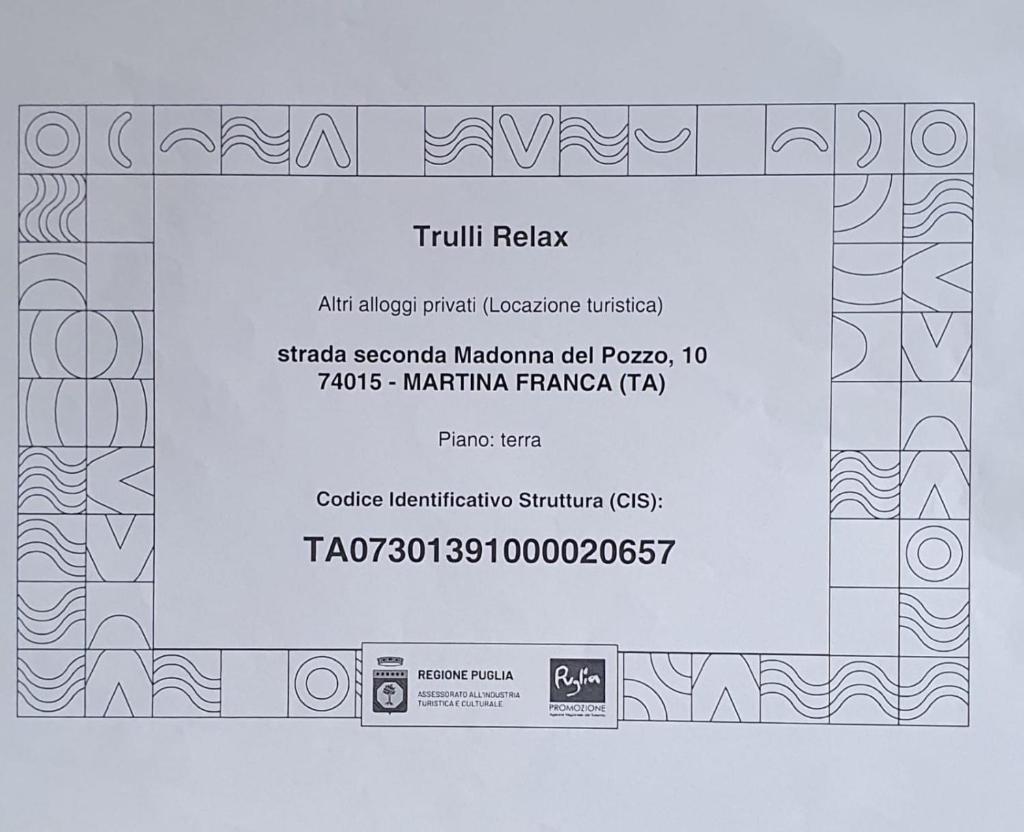 Trulli Relax
Altri alloggi privati (Locazione turistica)
strada seconda Madonna del Pozzo, 10
74015 - MARTINA FRANCA (TA)
Piano: terra
Codice Identificativo Struttura (CIS):
TA07301391000020657
REGIONE PUGLIA
ASSESSORATO ALL'INDUSTRIA
TURISTICA E CULTURALE
Puglia
PROMOZIONE